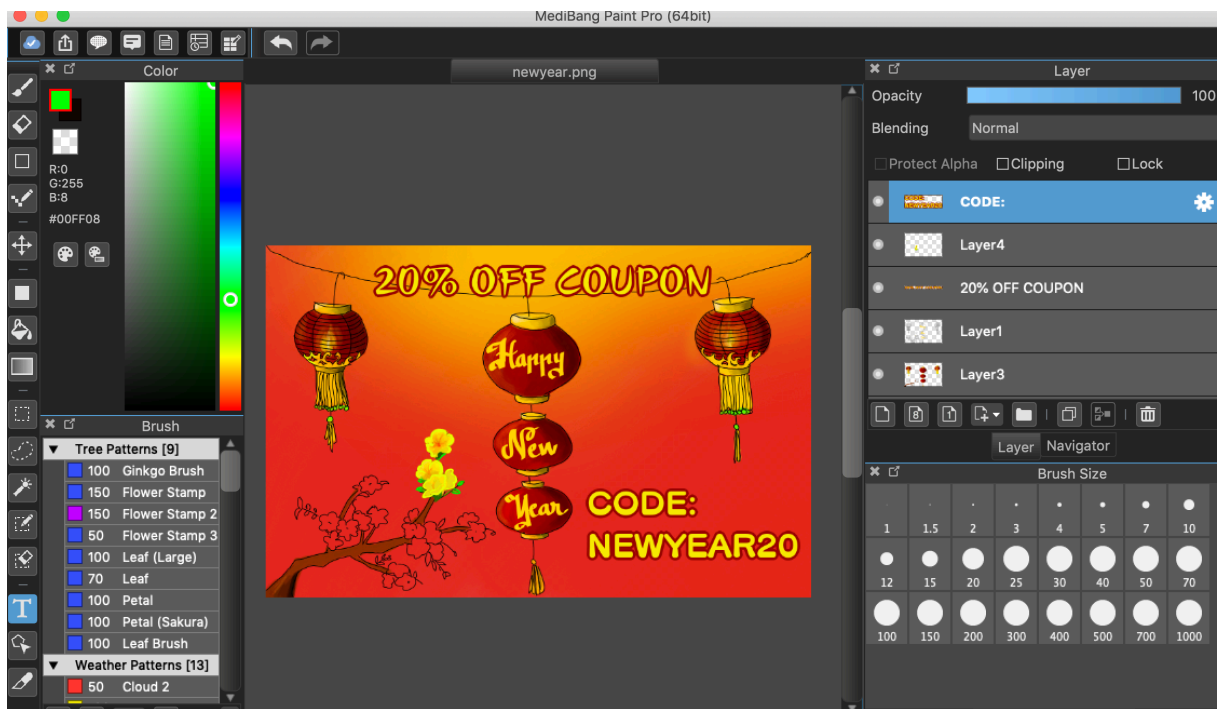 MediBang Paint Pro (64bit)
Color
R:0
G:255
B:8
#00FF08
Brush
Tree Patterns [9]
100 Ginkgo Brush
150 Flower Stamp
150 Flower Stamp 2
50 Flower Stamp 3
100 Leaf (Large)
70 Leaf
100 Petal
100 Petal (Sakura)
100 Leaf Brush
Weather Patterns [13]
50 Cloud 2
T
newyear.png
20% OFF COUPON
Happy
New
Year
CODE:
NEWYEAR20
Layer
Opacity 100
Blending Normal
Protect Alpha Clipping Lock
CODE:
Layer4
20% OFF COUPON
Layer1
Layer3
8 1
Layer Navigator
Brush Size
1 1.5 2 3 4 5 7 10
12 15 20 25 30 40 50 70
100 150 200 300 400 500 700 1000